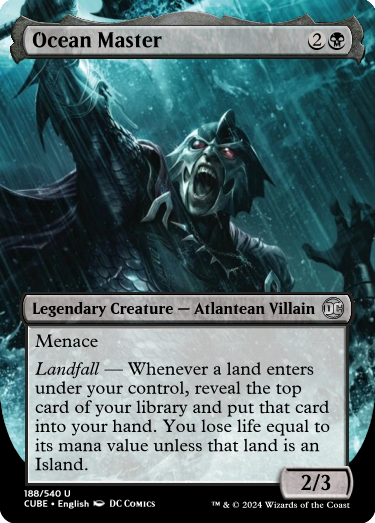 Ocean Master 2
Menace
Legendary Creature — Atlantean Villain DC
Landfall — Whenever a land enters
under your control, reveal the top
card of your library and put that card
into your hand. You lose life equal to
its mana value unless that land is an
Island.
2/3
188/540 U
CUBE • English DC COMICS
™ & © 2024 Wizards of the Coast